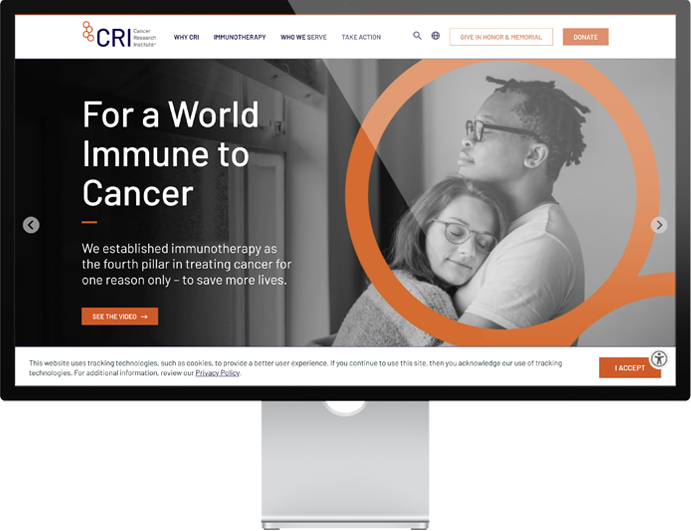 CRI Cancer
Research
Institute™
WHY CRI IMMUNOTHERAPY WHO WE SERVE TAKE ACTION GIVE IN HONOR & MEMORIAL DONATE
For a World
Immune to
Cancer
We established immunotherapy as
the fourth pillar in treating cancer for
one reason only – to save more lives.
SEE THE VIDEO →
This website uses tracking technologies, such as cookies, to provide a better user experience. If you continue to use this site, then you acknowledge our use of tracking
technologies. For additional information, review our Privacy Policy.
I ACCEPT